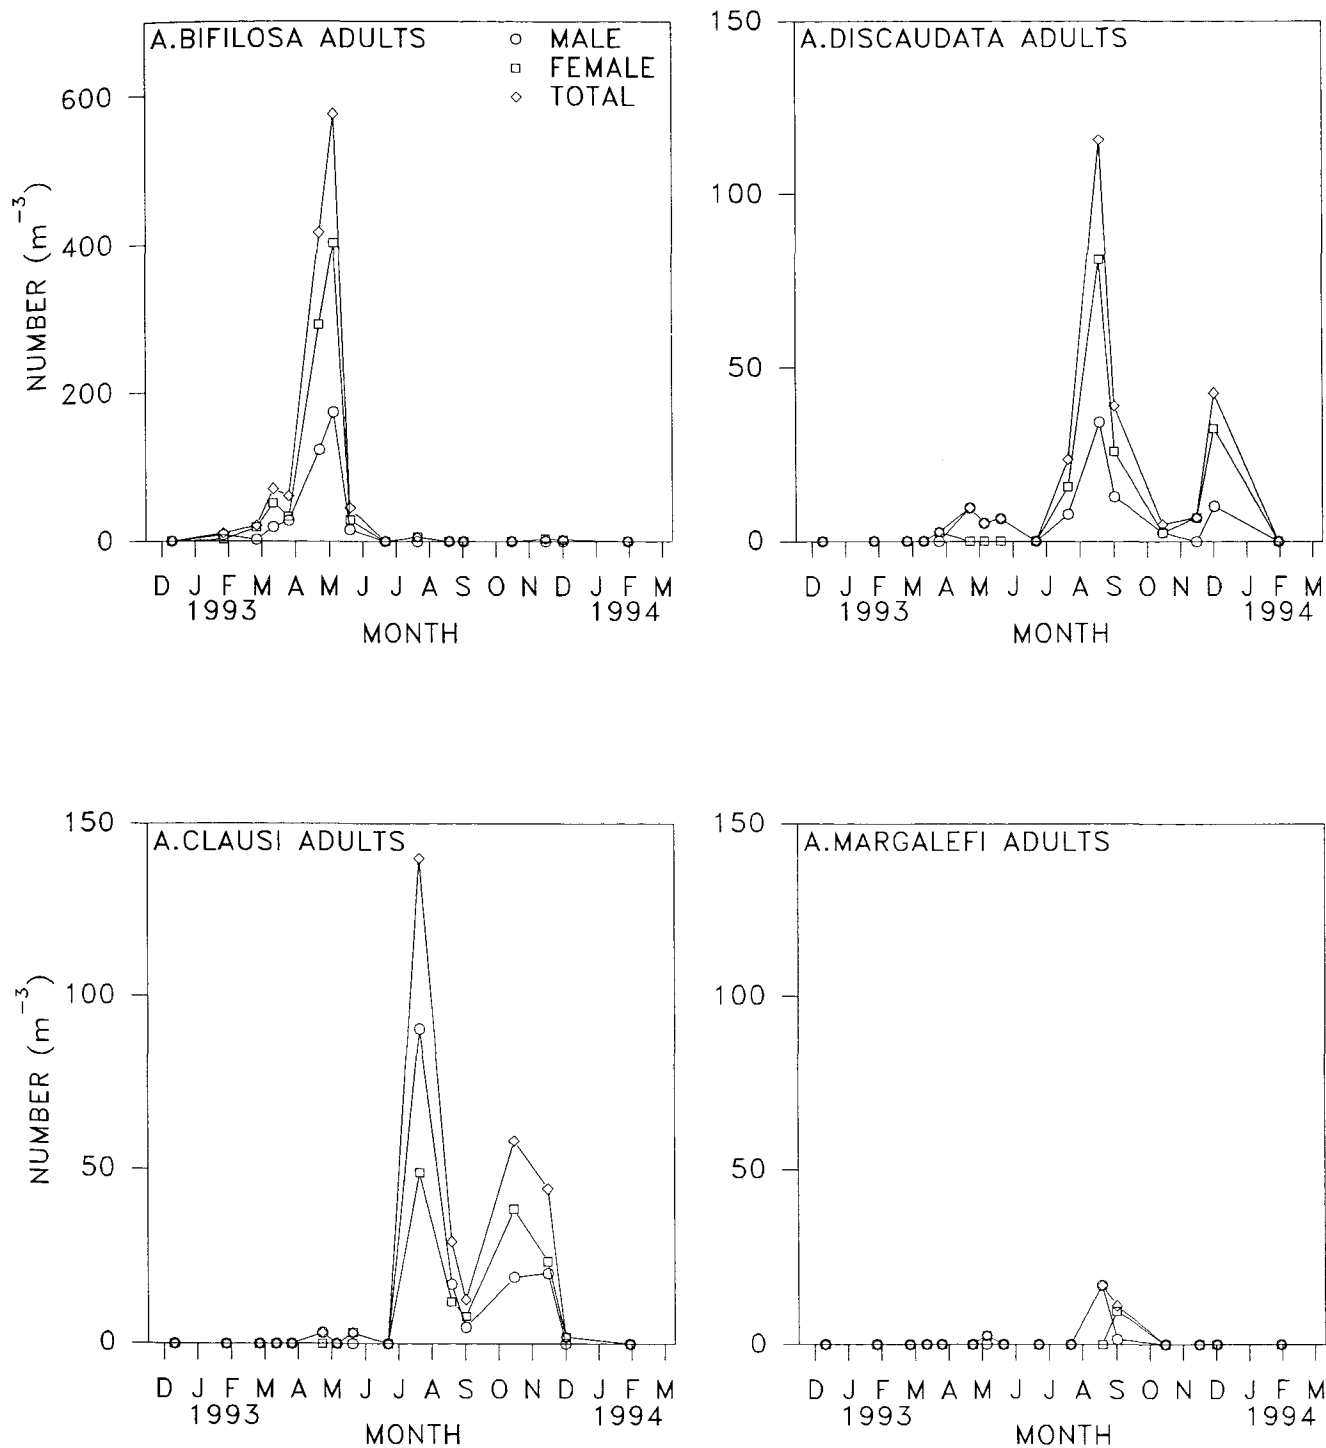 A.BIFILOSA ADULTS
MALE
FEMALE
TOTAL
600
400
200
0
NUMBER (m⁻³)
D J F M A M J J A S O N D J F M
1993 1994
MONTH
150
A.DISCAUDATA ADULTS
100
50
0
D J F M A M J J A S O N D J F M
1993 1994
MONTH
150
A.CLAUSI ADULTS
100
50
0
NUMBER (m⁻³)
D J F M A M J J A S O N D J F M
1993 1994
MONTH
150
A.MARGALEFI ADULTS
100
50
0
D J F M A M J J A S O N D J F M
1993 1994
MONTH